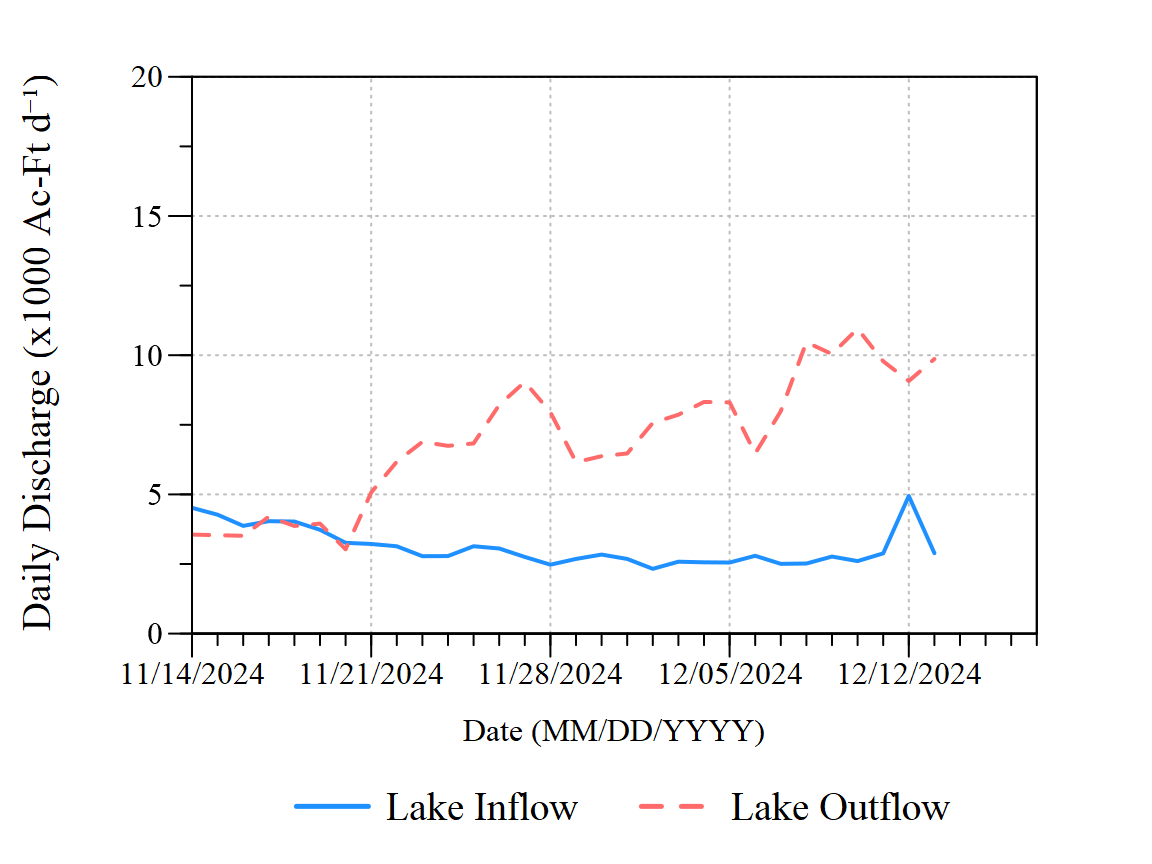 Daily Discharge (x1000 Ac-Ft d⁻¹)
20
15
10
5
0
11/14/2024 11/21/2024 11/28/2024 12/05/2024 12/12/2024
Date (MM/DD/YYYY)
Lake Inflow Lake Outflow